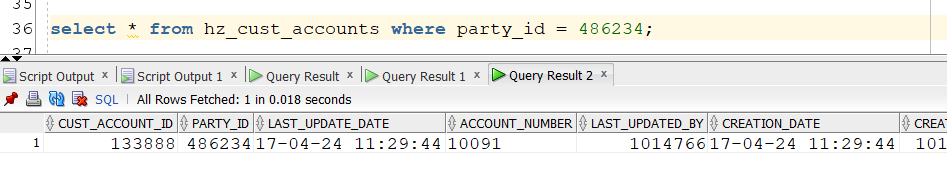 35
36 select * from hz_cust_accounts where party_id = 486234;
37
Script Output x Script Output 1 x Query Result x Query Result 1 x Query Result 2 x
SQL | All Rows Fetched: 1 in 0.018 seconds
CUST_ACCOUNT_ID PARTY_ID LAST_UPDATE_DATE ACCOUNT_NUMBER LAST_UPDATED_BY CREATION_DATE CREA
1 133888 486234 17-04-24 11:29:44 10091 1014766 17-04-24 11:29:44 101